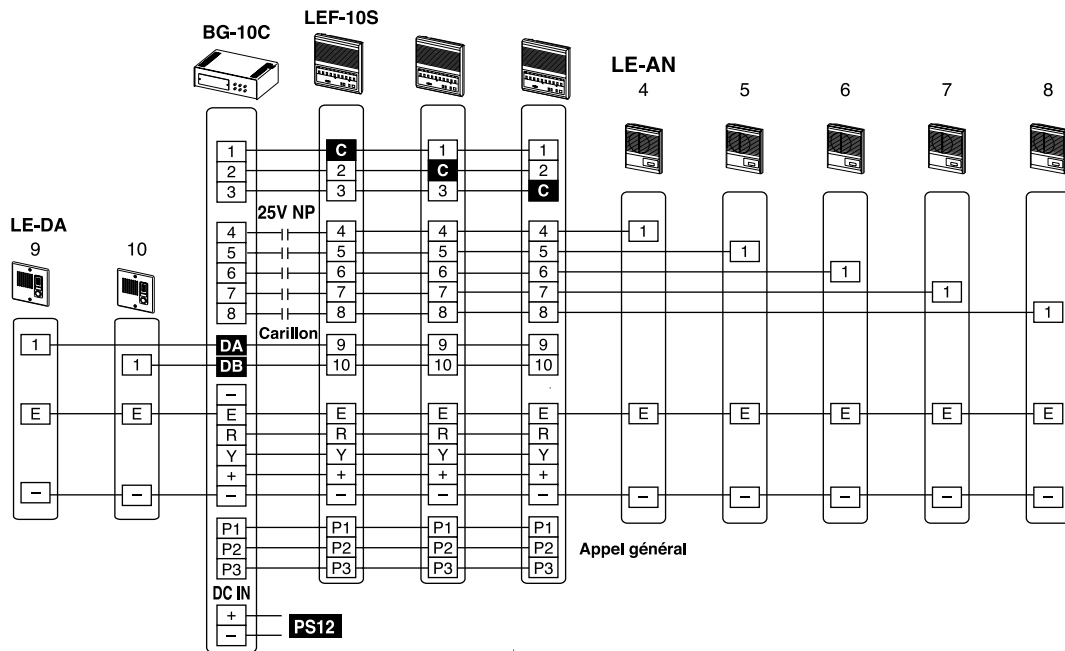 LEF-10S
BG-10C
LE-AN
4 5 6 7 8
1 C 1 1
2 2 C 2
3 3 3 C
25V NP
LE-DA
9 10
4 4 4 4 1
5 5 5 5 1
6 6 6 6 1
7 7 7 7 1
8 8 8 8 1
Carillon
1 DA 9 9 9
1 DB 10 10 10
–
E E E E E E E E E E E
R R R R
Y Y Y Y
+ + + +
– – – – – – – – – – –
P1 P1 P1 P1
P2 P2 P2 P2
Appel général
P3 P3 P3 P3
DC IN
+
PS12
–